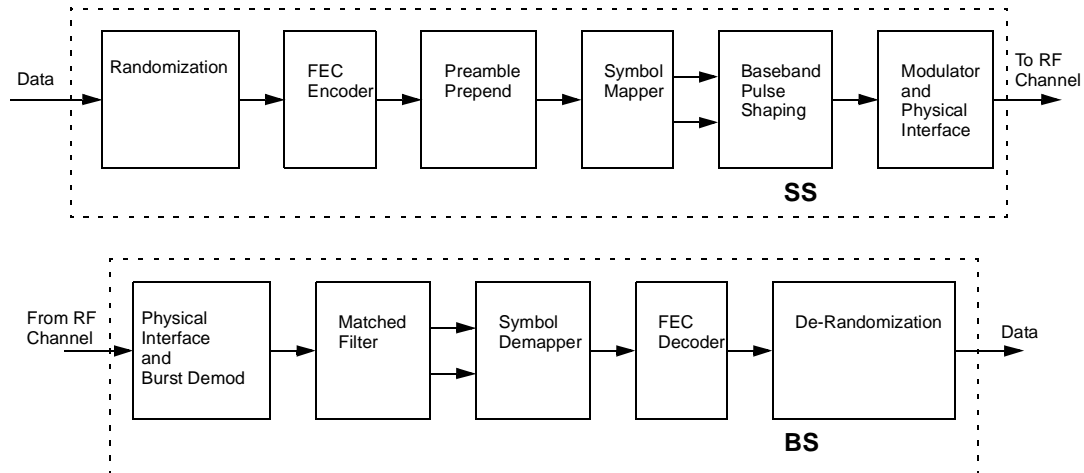 Data
Randomization
FEC
Encoder
Preamble
Prepend
Symbol
Mapper
Baseband
Pulse
Shaping
Modulator
and
Physical
Interface
To RF
Channel
SS
From RF
Channel
Physical
Interface
and
Burst Demod
Matched
Filter
Symbol
Demapper
FEC
Decoder
De-Randomization
Data
BS